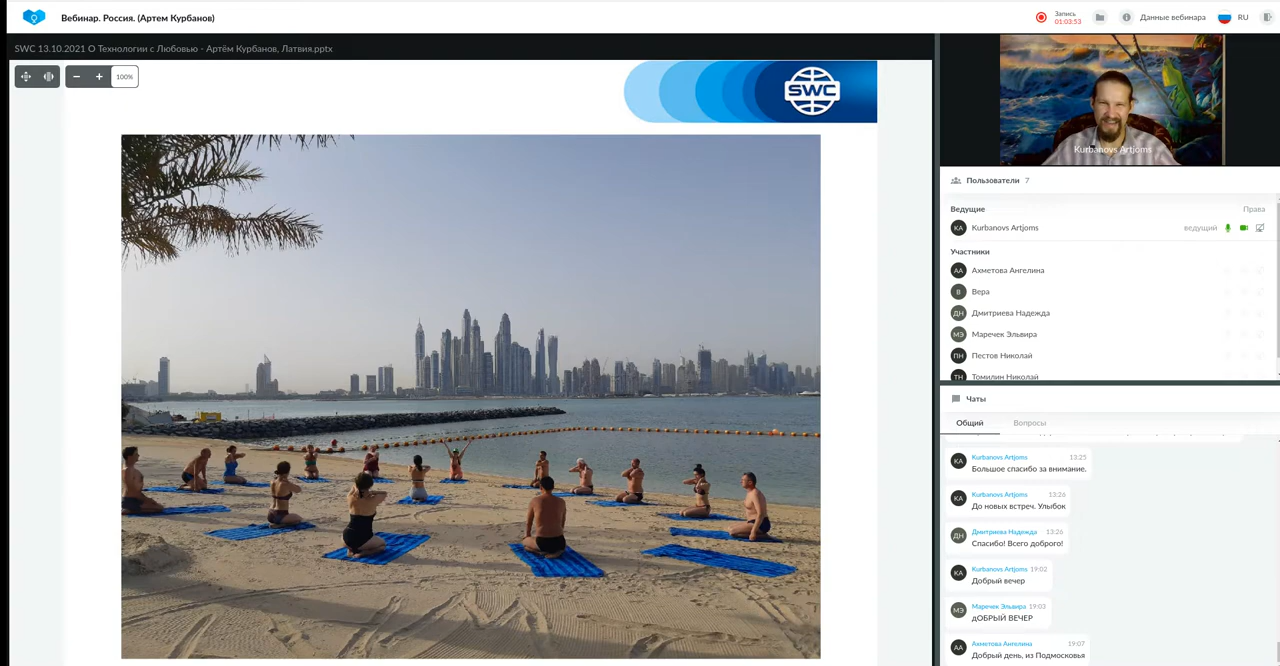 Вебинар. Россия. (Артем Курбанов)
Запись
01:03:53
Данные вебинара
RU
SWC 13.10.2021 О Технологии с Любовью - Артём Курбанов, Латвия.pptx
100%
SWC
Kurbanovs Artjoms
Пользователи 7
Ведущие Права
KA Kurbanovs Artjoms ведущий
Участники
АА Ахметова Ангелина
В Вера
ДН Дмитриева Надежда
МЭ Маречек Эльвира
ПН Пестов Николай
ТН Томилин Николай
Чаты
Общий Вопросы
KA Kurbanovs Artjoms 13:25
Большое спасибо за внимание.
KA Kurbanovs Artjoms 13:26
До новых встреч. Улыбок
ДН Дмитриева Надежда 13:26
Спасибо! Всего доброго!
KA Kurbanovs Artjoms 19:02
Добрый вечер
МЭ Маречек Эльвира 19:03
дОБРЫЙ ВЕЧЕР
АА Ахметова Ангелина 19:07
Добрый день, из Подмосковья